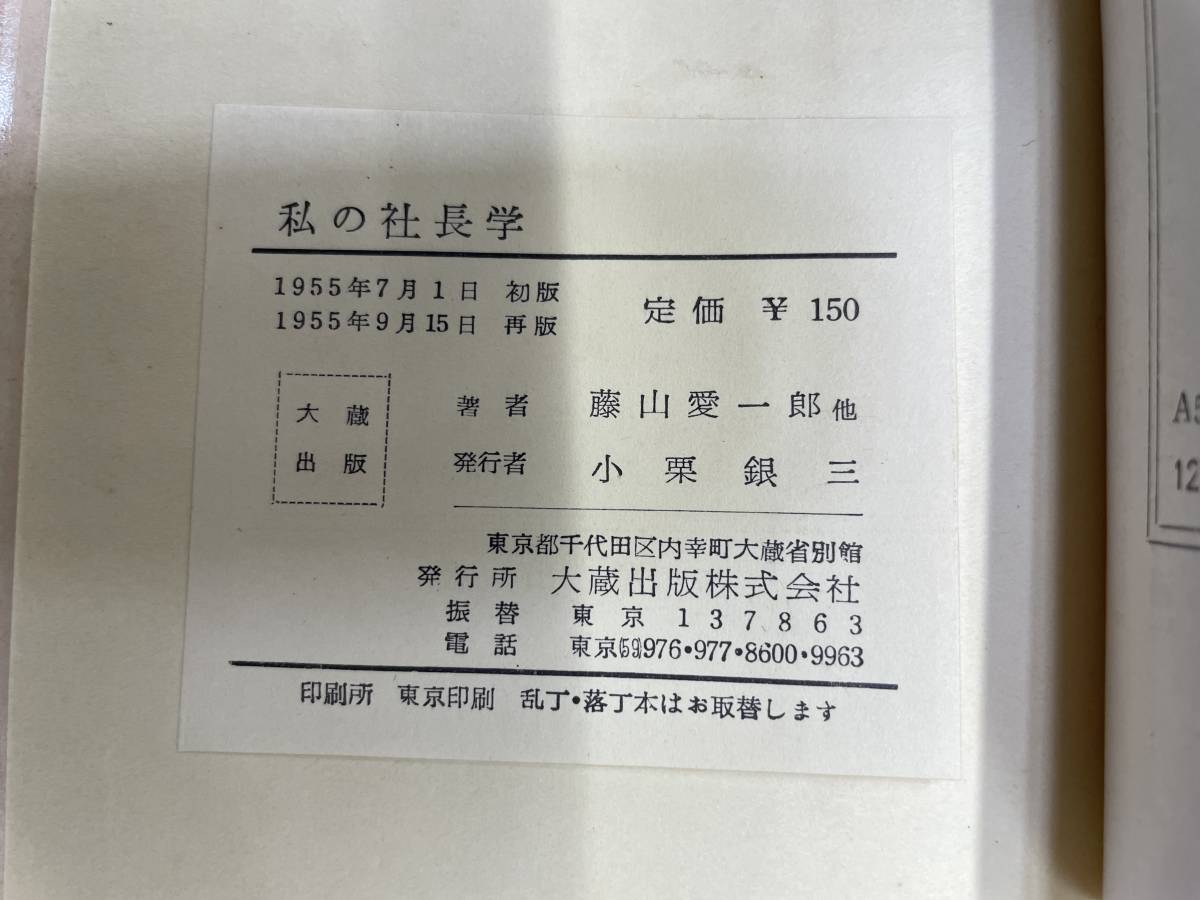 私の社長学
1955年7月1日 初版
1955年9月15日 再版
定価 ¥ 150
大蔵
出版
著者 藤山愛一郎他
発行者 小栗銀三
東京都千代田区内幸町大蔵省別館
発行所 大蔵出版株式会社
振替 東京 137863
電話 東京(59)976・977・8600・9963
印刷所 東京印刷 乱丁・落丁本はお取替します
A5
12